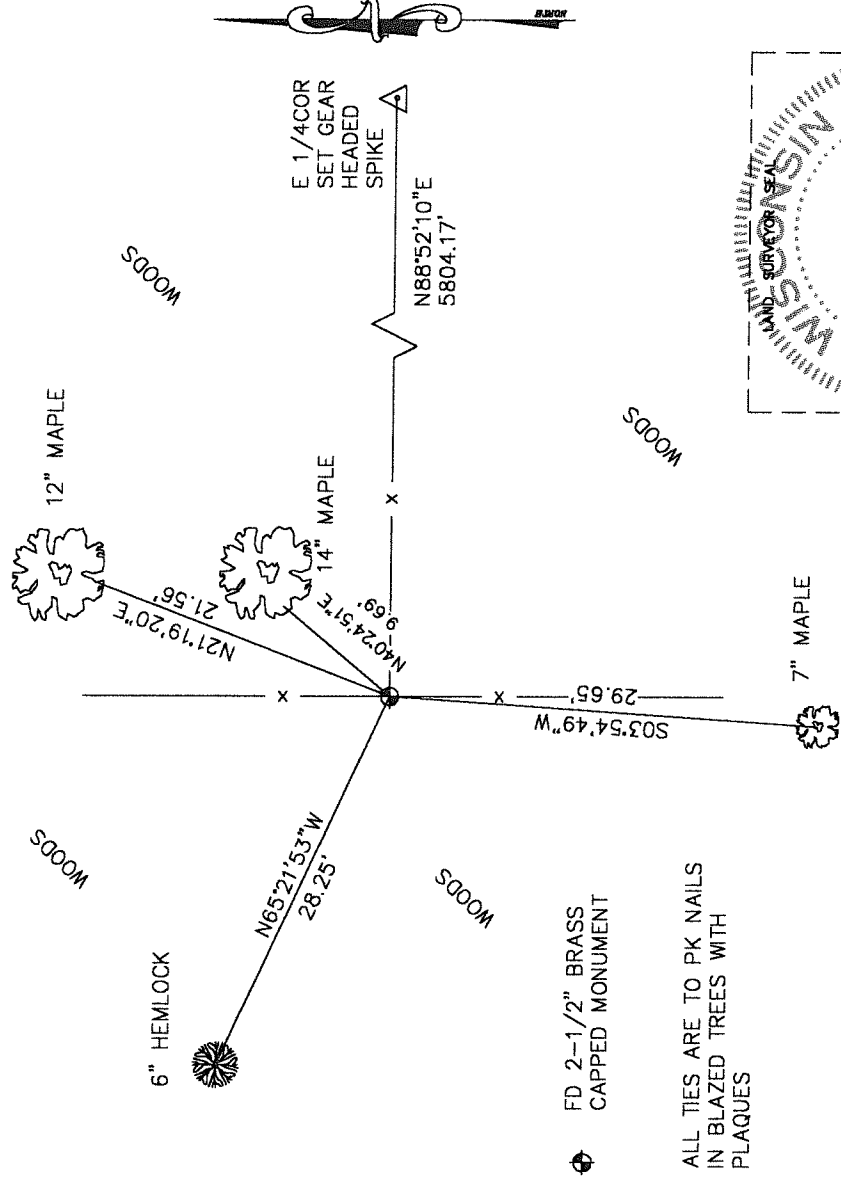 NORTH
E 1/4COR
SET GEAR
HEADED
SPIKE
WOODS
12" MAPLE
N88°52'10"E
5804.17'
14" MAPLE
N21°19'20"E
21.56'
N40°24'51"E
9.69'
X
X
X
WOODS
WOODS
6" HEMLOCK
N65°21'53"W
28.25'
S03°54'49"W
29.65'
7" MAPLE
WOODS
FD 2-1/2" BRASS
CAPPED MONUMENT
ALL TIES ARE TO PK NAILS
IN BLAZED TREES WITH
PLAQUES
LAND SURVEYOR SEAL
WISCONSIN